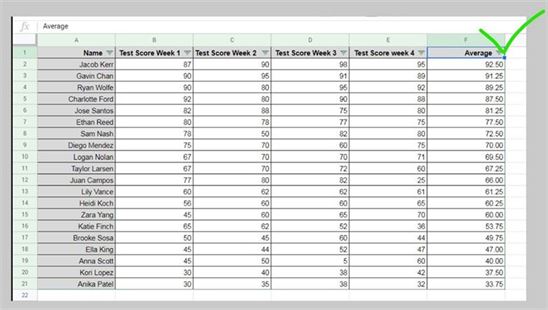 fx Average
A B C D E F
1 Name Test Score Week 1 Test Score Week 2 Test Score Week 3 Test Score week 4 Average
2 Jacob Kerr 87 90 98 95 92.50
3 Gavin Chan 90 95 91 89 91.25
4 Ryan Wolfe 90 80 95 92 89.25
5 Charlotte Ford 92 80 90 88 87.50
6 Jose Santos 82 88 75 80 81.25
7 Ethan Reed 80 78 77 75 77.50
8 Sam Nash 78 50 82 80 72.50
9 Diego Mendez 75 70 60 75 70.00
10 Logan Nolan 67 70 70 71 69.50
11 Taylor Larsen 67 70 72 60 67.25
12 Juan Campos 77 80 82 25 66.00
13 Lily Vance 60 62 62 61 61.25
14 Heidi Koch 56 60 60 65 60.25
15 Zara Yang 45 60 65 70 60.00
16 Katie Finch 65 62 52 36 53.75
17 Brooke Sosa 50 45 60 44 49.75
18 Ella King 45 44 52 47 47.00
19 Anna Scott 45 50 5 60 40.00
20 Kori Lopez 30 40 38 42 37.50
21 Anika Patel 30 35 38 32 33.75
22